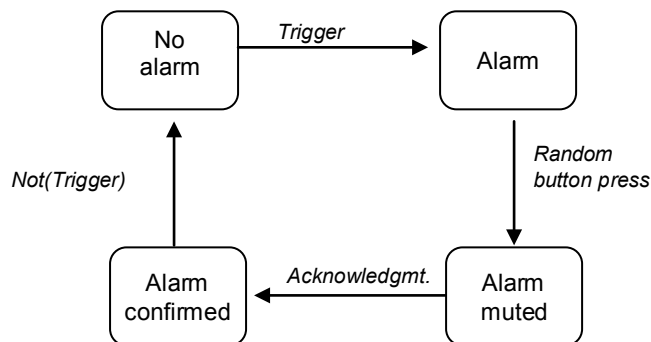 No
alarm
Trigger
Alarm
Not(Trigger)
Random
button press
Alarm
confirmed
Acknowledgmt.
Alarm
muted